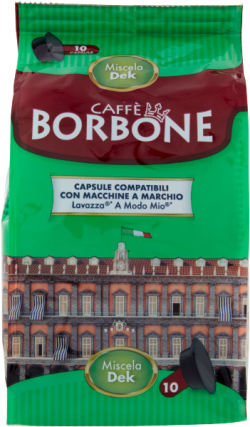 10
Miscela
Dek
CAFFÈ
BORBONE
CAPSULE COMPATIBILI
CON MACCHINE A MARCHIO
Lavazza®* A Modo Mio®*
Miscela
Dek
10